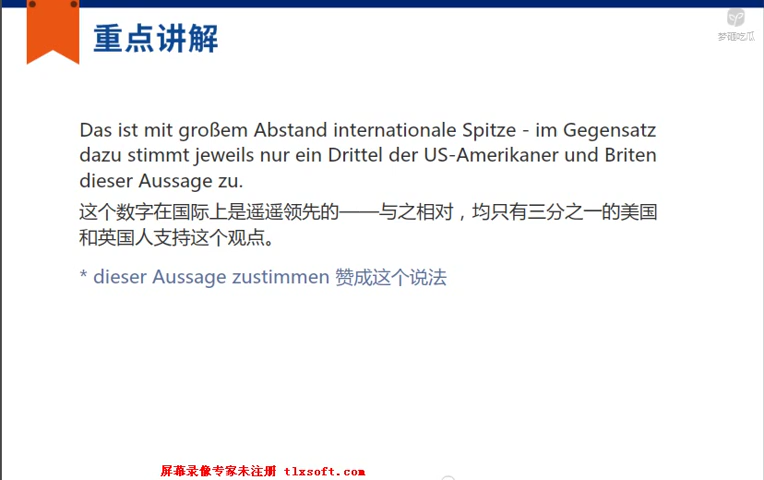 重点讲解
梦砸吃瓜
Das ist mit großem Abstand internationale Spitze - im Gegensatz
dazu stimmt jeweils nur ein Drittel der US-Amerikaner und Briten
dieser Aussage zu.
这个数字在国际上是遥遥领先的——与之相对，均只有三分之一的美国
和英国人支持这个观点。
* dieser Aussage zustimmen 赞成这个说法
屏幕录像专家未注册 tlxsoft.com